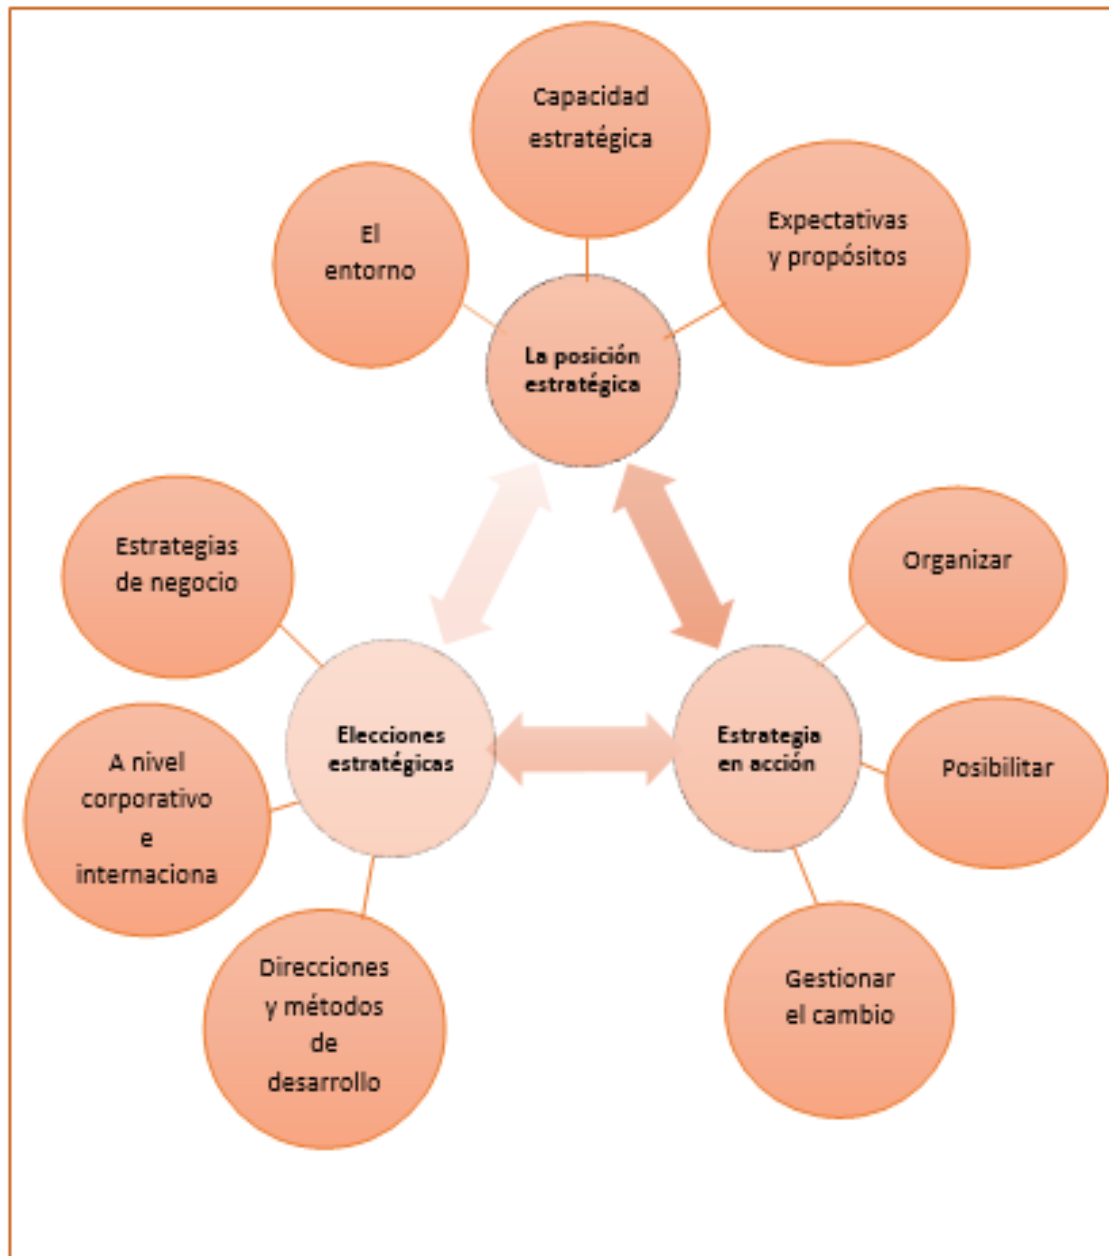 Capacidad
estratégica
Expectativas
y propósitos
El
entorno
La posición
estratégica
Estrategias
de negocio
Organizar
A nivel
corporativo
e
internaciona
Elecciones
estratégicas
Estrategia
en acción
Posibilitar
Direcciones
y métodos
de
desarrollo
Gestionar
el cambio